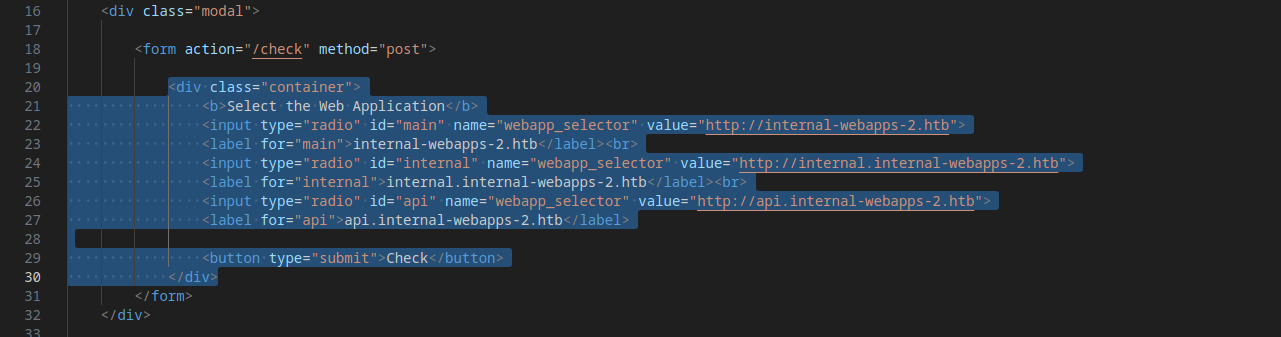 16 <div class="modal">
17
18 <form action="/check" method="post">
19
20 <div class="container">
21 <b>Select the Web Application</b>
22 <input type="radio" id="main" name="webapp_selector" value="http://internal-webapps-2.htb">
23 <label for="main">internal-webapps-2.htb</label><br>
24 <input type="radio" id="internal" name="webapp_selector" value="http://internal.internal-webapps-2.htb">
25 <label for="internal">internal.internal-webapps-2.htb</label><br>
26 <input type="radio" id="api" name="webapp_selector" value="http://api.internal-webapps-2.htb">
27 <label for="api">api.internal-webapps-2.htb</label>
28
29 <button type="submit">Check</button>
30 </div>
31 </form>
32 </div>
33